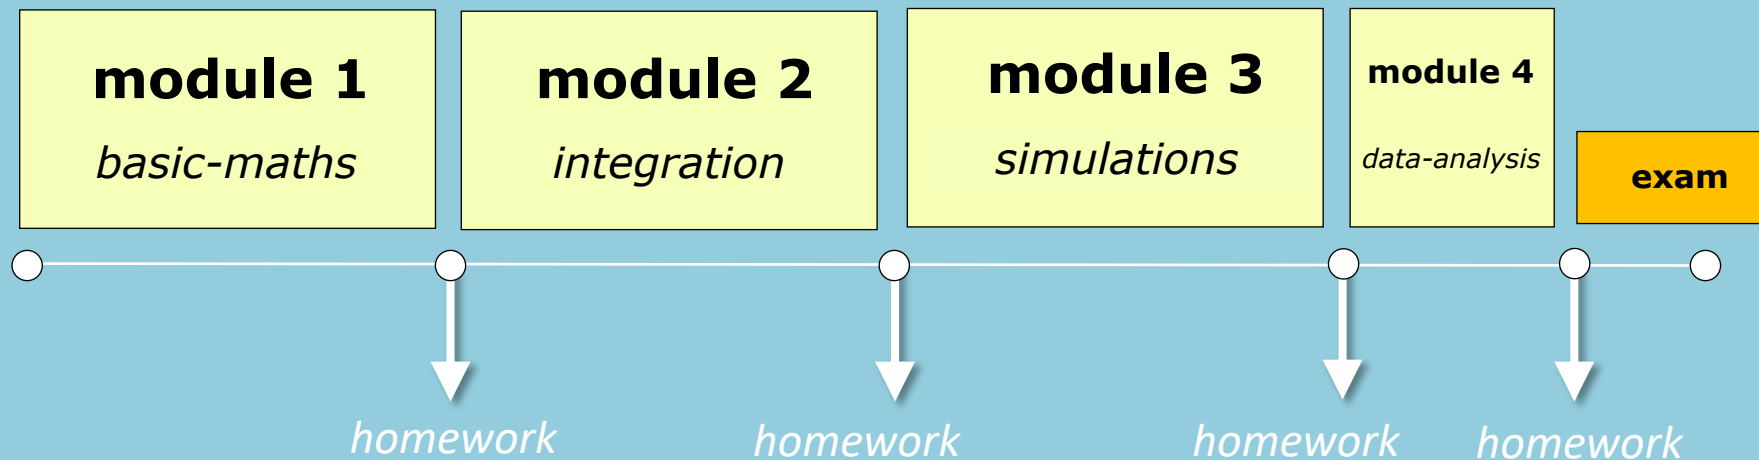 module 1
basic-maths
module 2
integration
module 3
simulations
module 4
data-analysis
exam
homework
homework
homework
homework